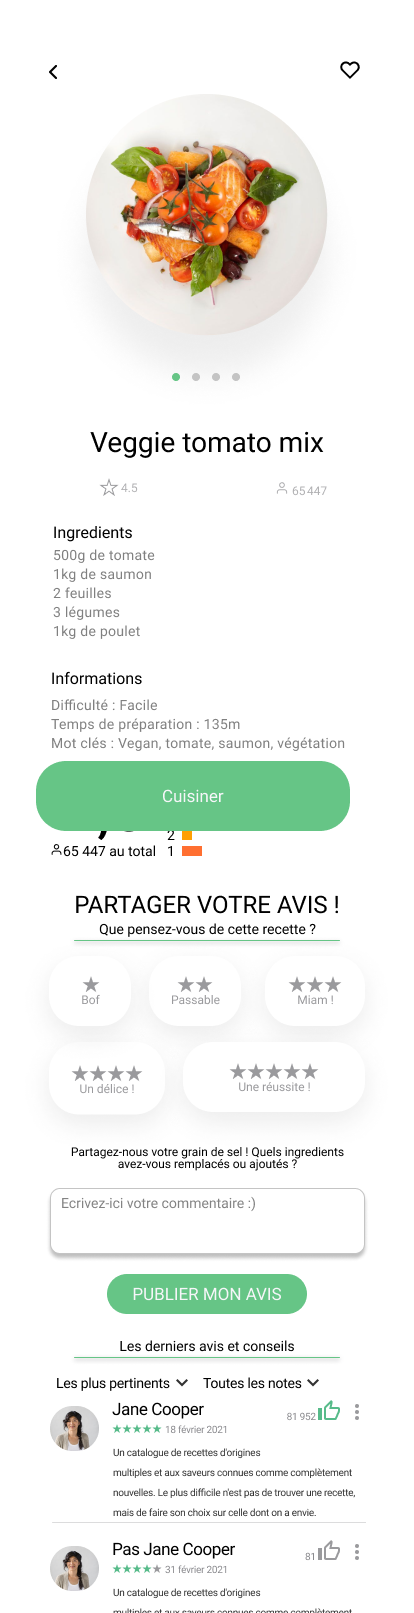 Veggie tomato mix
4.5
65 447
Ingredients
500g de tomate
1kg de saumon
2 feuilles
3 légumes
1kg de poulet
Informations
Difficulté : Facile
Temps de préparation : 135m
Mot clés : Vegan, tomate, saumon, végétation
Cuisiner
2
65 447 au total 1
PARTAGER VOTRE AVIS !
Que pensez-vous de cette recette ?
Bof
Passable
Miam !
Un délice !
Une réussite !
Partagez-nous votre grain de sel ! Quels ingredients
avez-vous remplacés ou ajoutés ?
Ecrivez-ici votre commentaire :)
PUBLIER MON AVIS
Les derniers avis et conseils
Les plus pertinents Toutes les notes
Jane Cooper
81 952
18 février 2021
Un catalogue de recettes d'origines
multiples et aux saveurs connues comme complètement
nouvelles. Le plus difficile n'est pas de trouver une recette,
mais de faire son choix sur celle dont on a envie.
Pas Jane Cooper
81
31 février 2021
Un catalogue de recettes d'origines
multiples et aux saveurs connues comme complètement